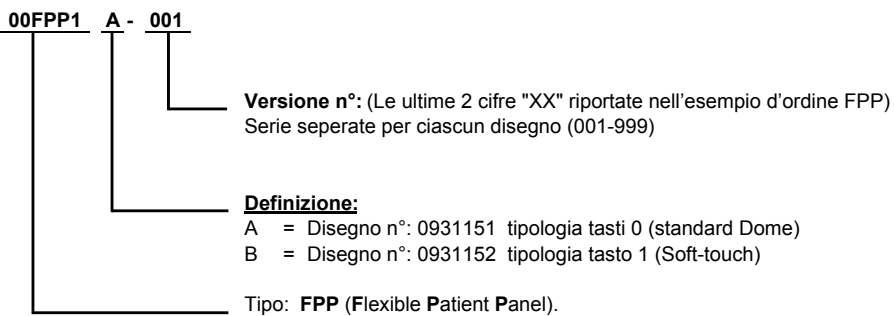 00FPP1 A - 001
Versione n°: (Le ultime 2 cifre "XX" riportate nell'esempio d'ordine FPP)
Serie seperate per ciascun disegno (001-999)
Definizione:
A = Disegno n°: 0931151 tipologia tasti 0 (standard Dome)
B = Disegno n°: 0931152 tipologia tasto 1 (Soft-touch)
Tipo: FPP (Flexible Patient Panel).